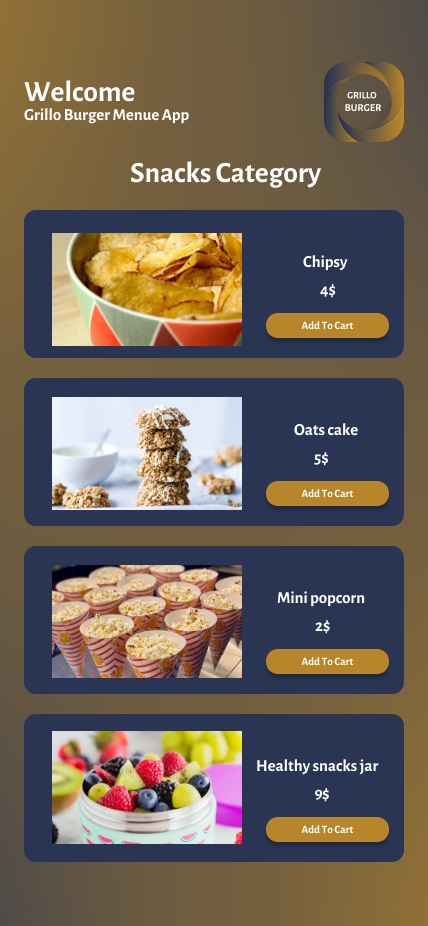 Welcome
Grillo Burger Menue App
GRILLO
BURGER
Snacks Category
Chipsy
4$
Add To Cart
Oats cake
5$
Add To Cart
Mini popcorn
2$
Add To Cart
Healthy snacks jar
9$
Add To Cart